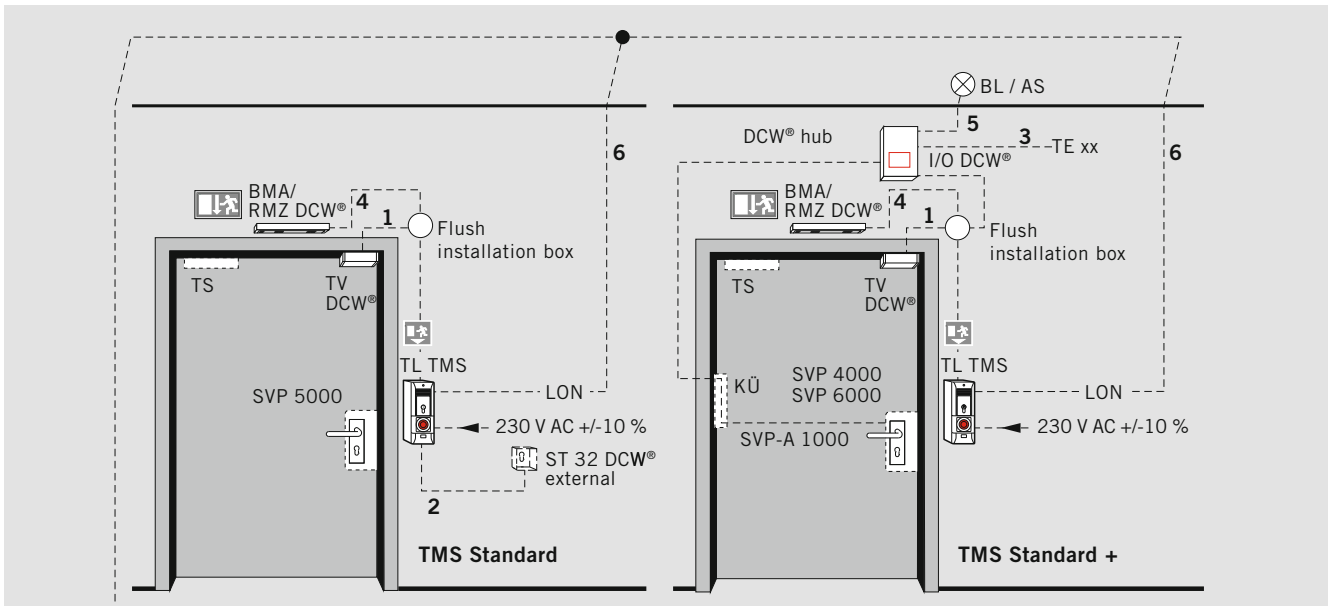 6
BMA/
RMZ DCW®
4
1
Flush
installation box
TS
TV
DCW®
TL TMS
SVP 5000
LON
230 V AC +/-10 %
ST 32 DCW®
external
2
TMS Standard
BL / AS
5
DCW® hub
3
TE xx
I/O DCW®
6
BMA/
RMZ DCW®
4
1
Flush
installation box
TS
TV
DCW®
TL TMS
KÜ
SVP 4000
SVP 6000
LON
SVP-A 1000
230 V AC +/-10 %
TMS Standard +